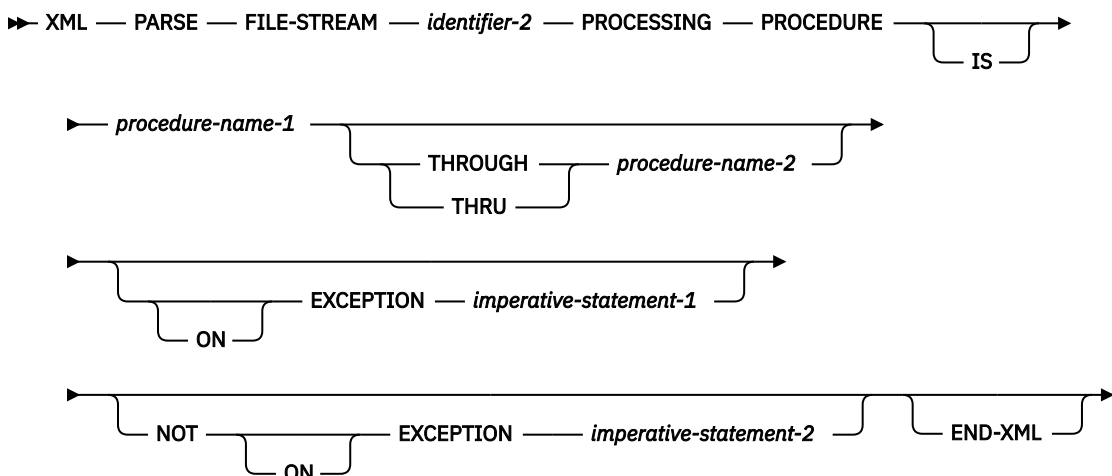 XML PARSE FILE-STREAM identifier-2 PROCESSING PROCEDURE
IS
procedure-name-1
THROUGH procedure-name-2
THRU
EXCEPTION imperative-statement-1
ON
NOT EXCEPTION imperative-statement-2 END-XML
ON